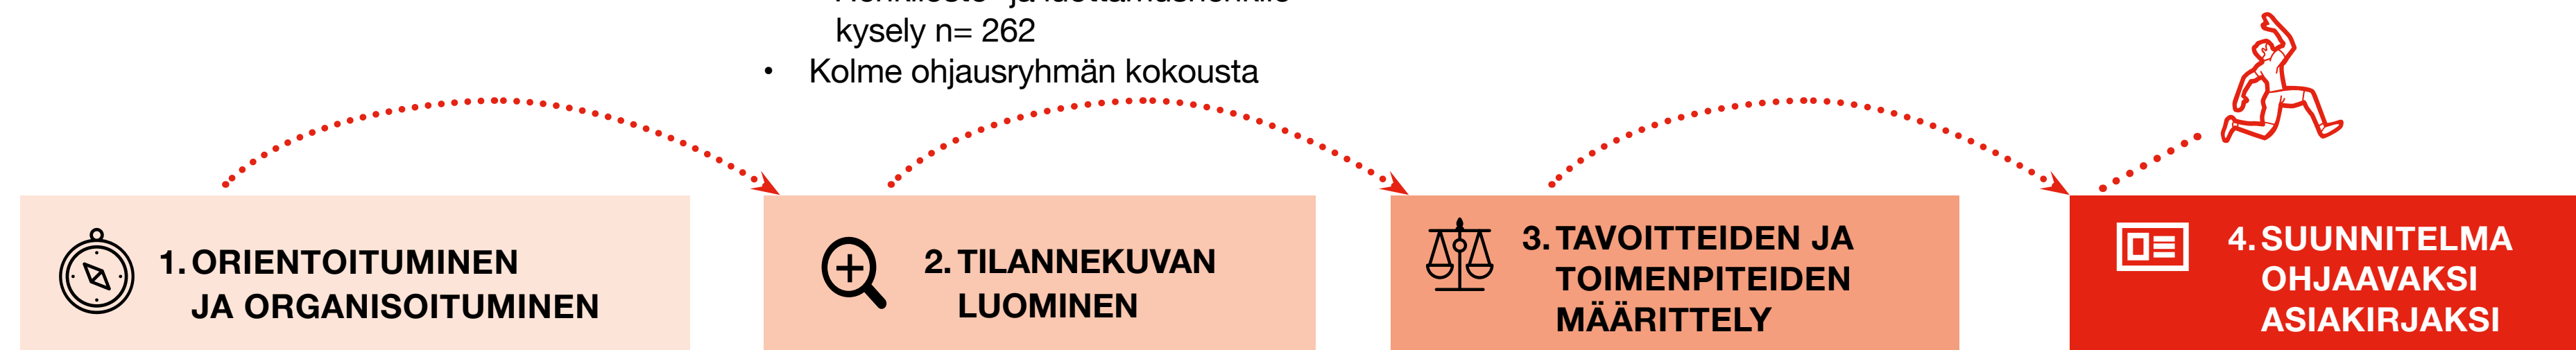 kysely n= 262
• Kolme ohjausryhmän kokousta
1. ORIENTOITUMINEN
JA ORGANISOITUMINEN
2. TILANNEKUVAN
LUOMINEN
3. TAVOITTEIDEN JA
TOIMENPITEIDEN
MÄÄRITTELY
4. SUUNNITELMA
OHJAAVAKSI
ASIAKIRJAKSI